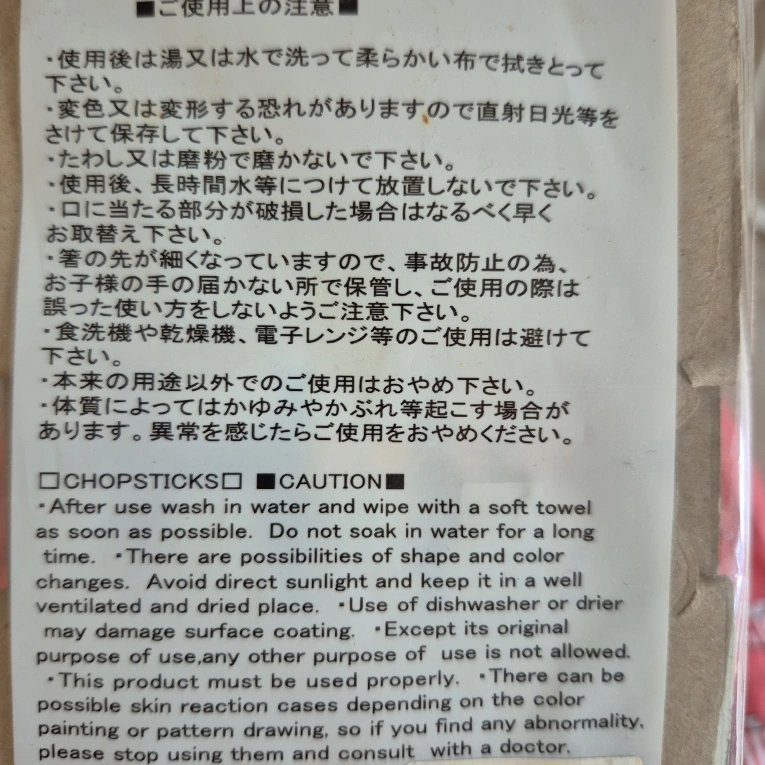 ■ご使用上の注意■
・使用後は湯又は水で洗って柔らかい布で拭きとって
下さい。
・変色又は変形する恐れがありますので直射日光等を
さけて保存して下さい。
・たわし又は磨粉で磨かないで下さい。
・使用後、長時間水等につけて放置しないで下さい。
・口に当たる部分が破損した場合はなるべく早く
お取替え下さい。
・箸の先が細くなっていますので、事故防止の為、
お子様の手の届かない所で保管し、ご使用の際は
誤った使い方をしないようご注意下さい。
・食洗機や乾燥機、電子レンジ等のご使用は避けて
下さい。
・本来の用途以外でのご使用はおやめ下さい。
・体質によってはかゆみやかぶれ等起こす場合が
あります。異常を感じたらご使用をおやめください。
□CHOPSTICKS□ ■CAUTION■
・After use wash in water and wipe with a soft towel
as soon as possible. Do not soak in water for a long
time. ・There are possibilities of shape and color
changes. Avoid direct sunlight and keep it in a well
ventilated and dried place. ・Use of dishwasher or drier
may damage surface coating. ・Except its original
purpose of use,any other purpose of use is not allowed.
・This product must be used properly. ・There can be
possible skin reaction cases depending on the color
painting or pattern drawing, so if you find any abnormality,
please stop using them and consult with a doctor.